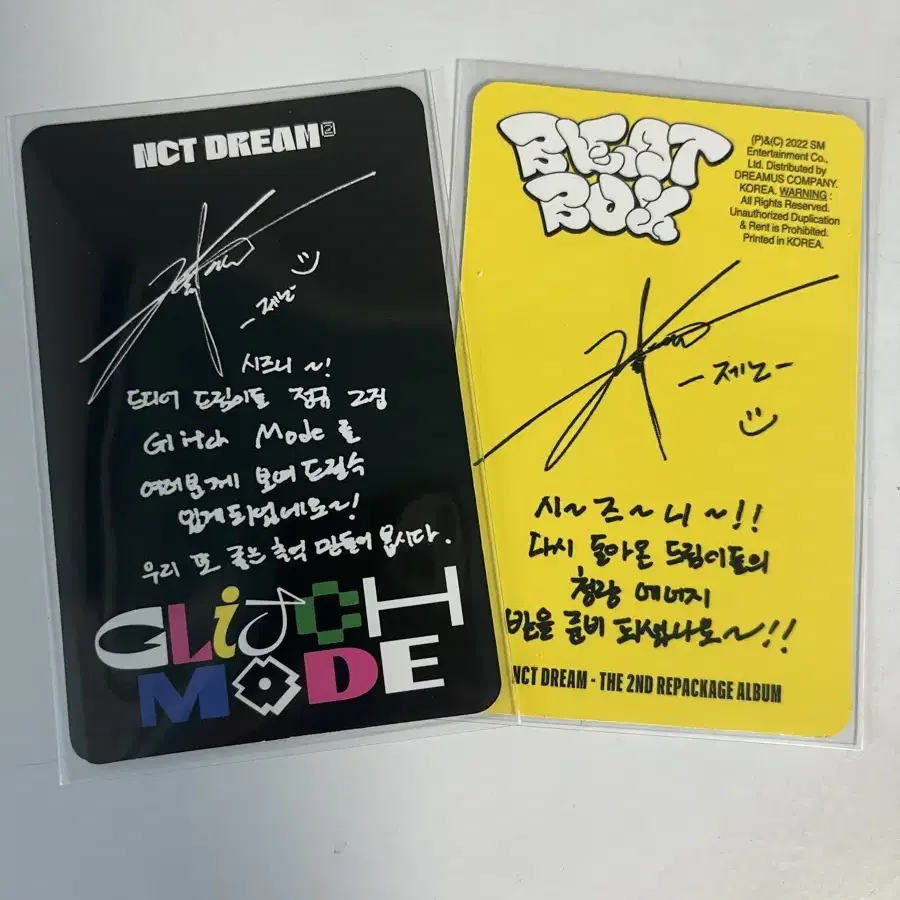 NCT DREAM 2
-제노-
시즈니 ~!
드디어 드림이들 정규 2집
Glitch Mode 를
여러분께 보여 드릴 수
있게 되었네요~!
우리 또 좋은 추억 만들어 봅시다.
GLITCH
MODE
BEAT
BOX
(P)&(C) 2022 SM
Entertainment Co.,
Ltd. Distributed by
DREAMUS COMPANY.
KOREA. WARNING :
All Rights Reserved.
Unauthorized Duplication
& Rent is Prohibited.
Printed in KOREA.
-제노-
시~즈~니~!!
다시 돌아온 드림이들의
청량 에너지
받을 준비 되셨나요~!!
NCT DREAM - THE 2ND REPACKAGE ALBUM